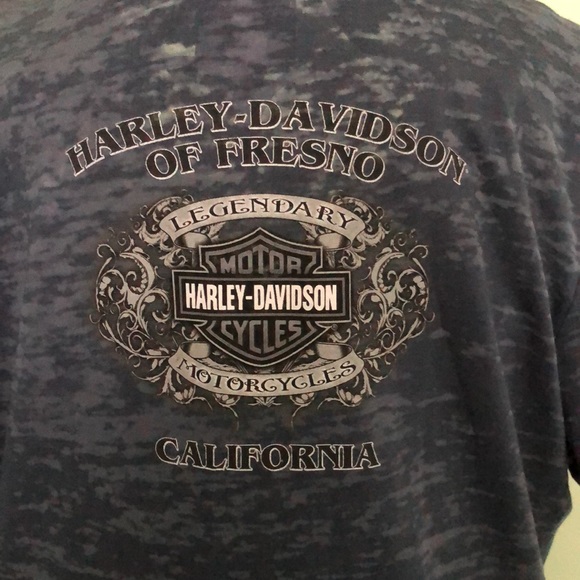 HARLEY-DAVIDSON
OF FRESNO
LEGENDARY
MOTOR
HARLEY-DAVIDSON
CYCLES
MOTORCYCLES
CALIFORNIA